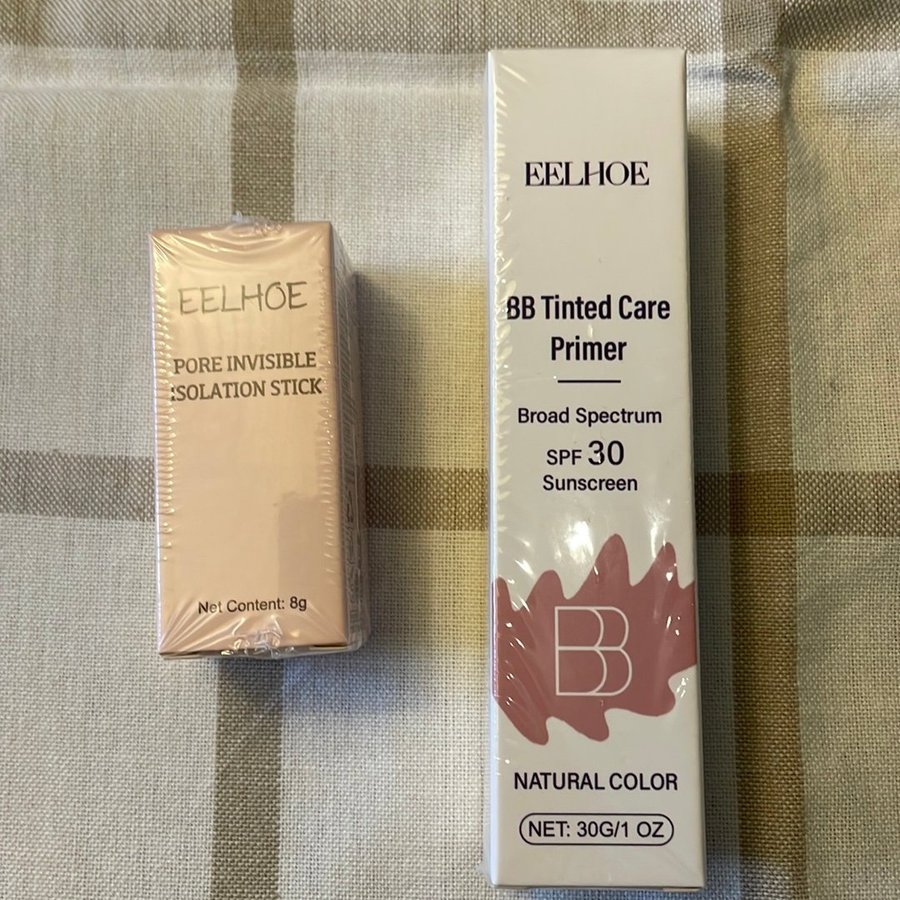 EELHOE
PORE INVISIBLE
ISOLATION STICK
Net Content: 8g
EELHOE
BB Tinted Care
Primer
Broad Spectrum
SPF 30
Sunscreen
BB
NATURAL COLOR
NET: 30G/1 OZ